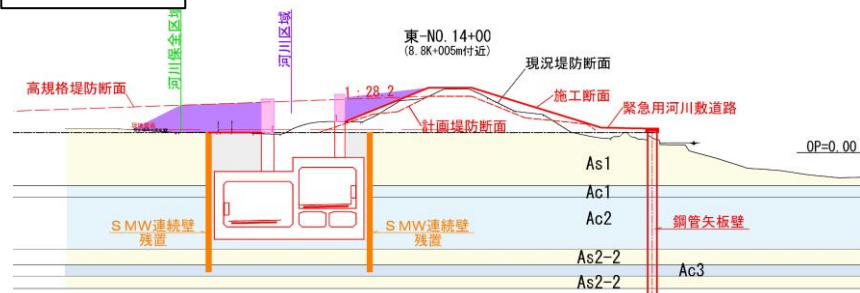 河川保全区域
河川区域
東-NO.14+00
(8.8K+005m付近)
現況堤防断面
高規格堤防断面
1:28.2
施工断面
緊急用河川敷道路
計画堤防断面
OP=0.00
As1
Ac1
Ac2
鋼管矢板壁
SMW連続壁
残置
SMW連続壁
残置
As2-2
Ac3
As2-2